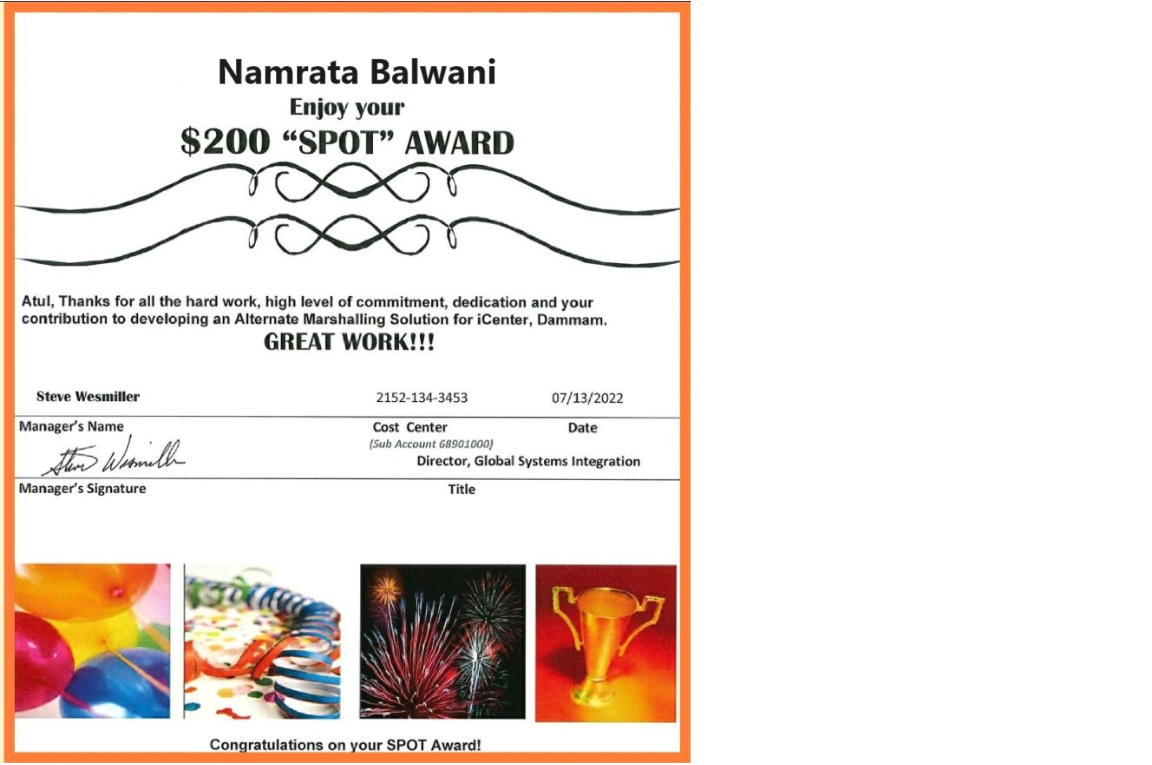 Namrata Balwani
Enjoy your
$200 “SPOT” AWARD
Atul, Thanks for all the hard work, high level of commitment, dedication and your
contribution to developing an Alternate Marshalling Solution for iCenter, Dammam.
GREAT WORK!!!
Steve Wesmiller 2152-134-3453 07/13/2022
Manager’s Name Cost Center Date
(Sub Account 68901000)
Steve Wesmiller Director, Global Systems Integration
Manager’s Signature Title
Congratulations on your SPOT Award!